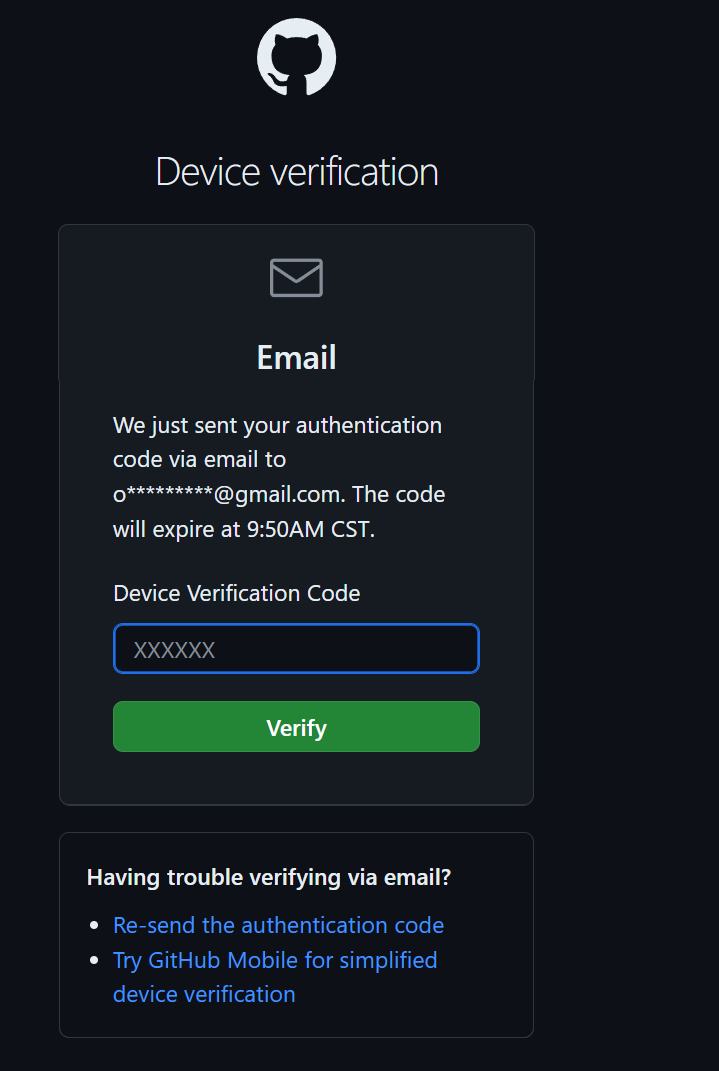 Device verification
Email
We just sent your authentication
code via email to
o*********@gmail.com. The code
will expire at 9:50AM CST.
Device Verification Code
XXXXXX
Verify
Having trouble verifying via email?
Re-send the authentication code
Try GitHub Mobile for simplified
device verification